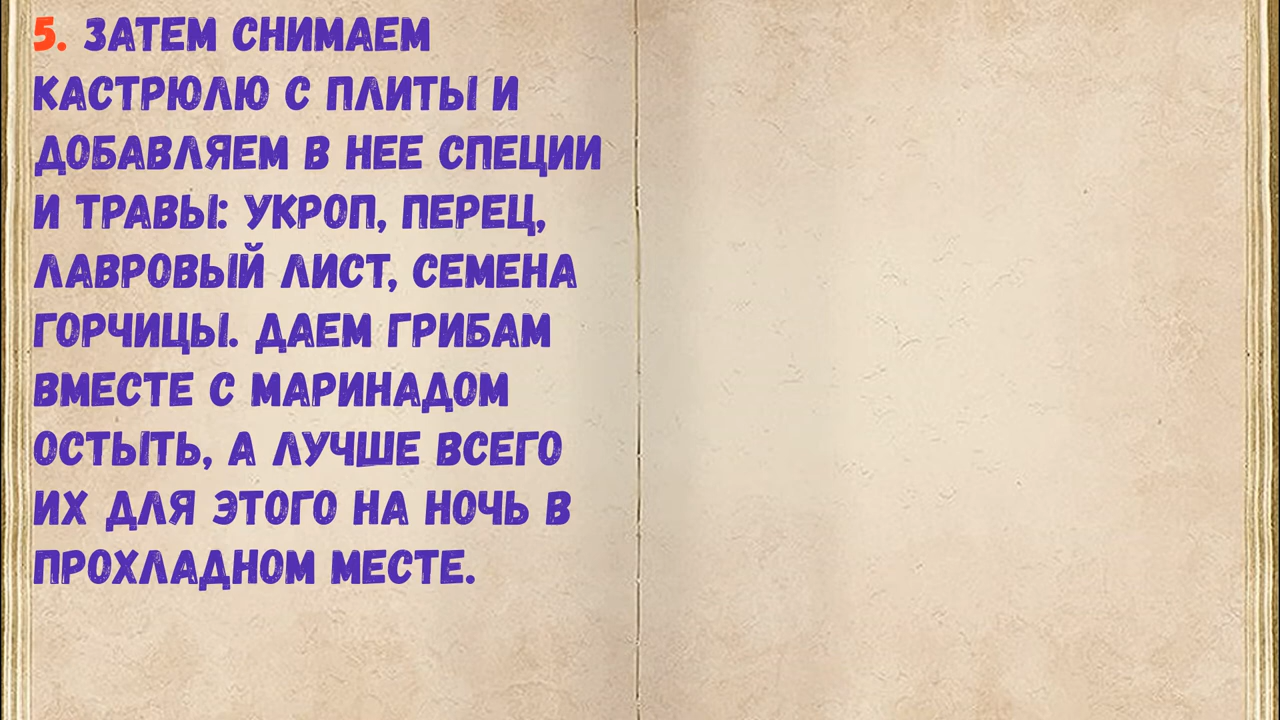 5. ЗАТЕМ СНИМАЕМ
КАСТРЮЛЮ С ПЛИТЫ И
ДОБАВЛЯЕМ В НЕЕ СПЕЦИИ
И ТРАВЫ: УКРОП, ПЕРЕЦ,
ЛАВРОВЫЙ ЛИСТ, СЕМЕНА
ГОРЧИЦЫ. ДАЕМ ГРИБАМ
ВМЕСТЕ С МАРИНАДОМ
ОСТЫТЬ, А ЛУЧШЕ ВСЕГО
ИХ ДЛЯ ЭТОГО НА НОЧЬ В
ПРОХЛАДНОМ МЕСТЕ.